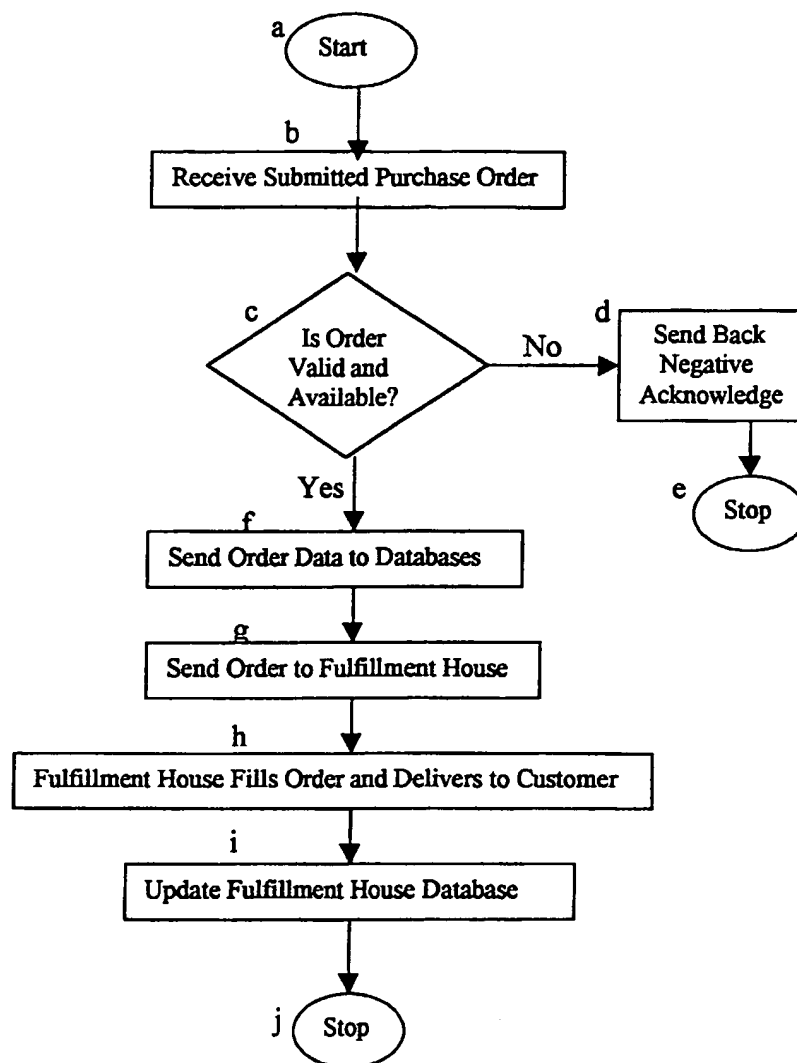 a
Start
b
Receive Submitted Purchase Order
c
Is Order
Valid and
Available?
No
d
Send Back
Negative
Acknowledge
Yes
e
Stop
f
Send Order Data to Databases
g
Send Order to Fulfillment House
h
Fulfillment House Fills Order and Delivers to Customer
i
Update Fulfillment House Database
j
Stop